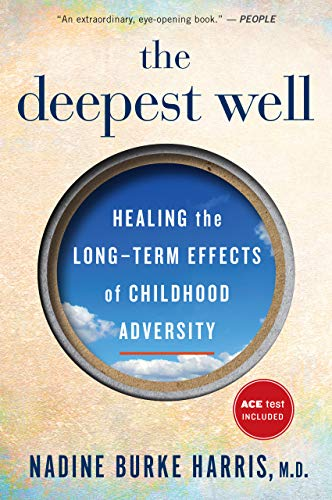 “An extraordinary, eye-opening book.” — PEOPLE
the
deepest well
HEALING the
LONG–TERM EFFECTS
of CHILDHOOD
ADVERSITY
ACE test
INCLUDED
NADINE BURKE HARRIS, M.D.